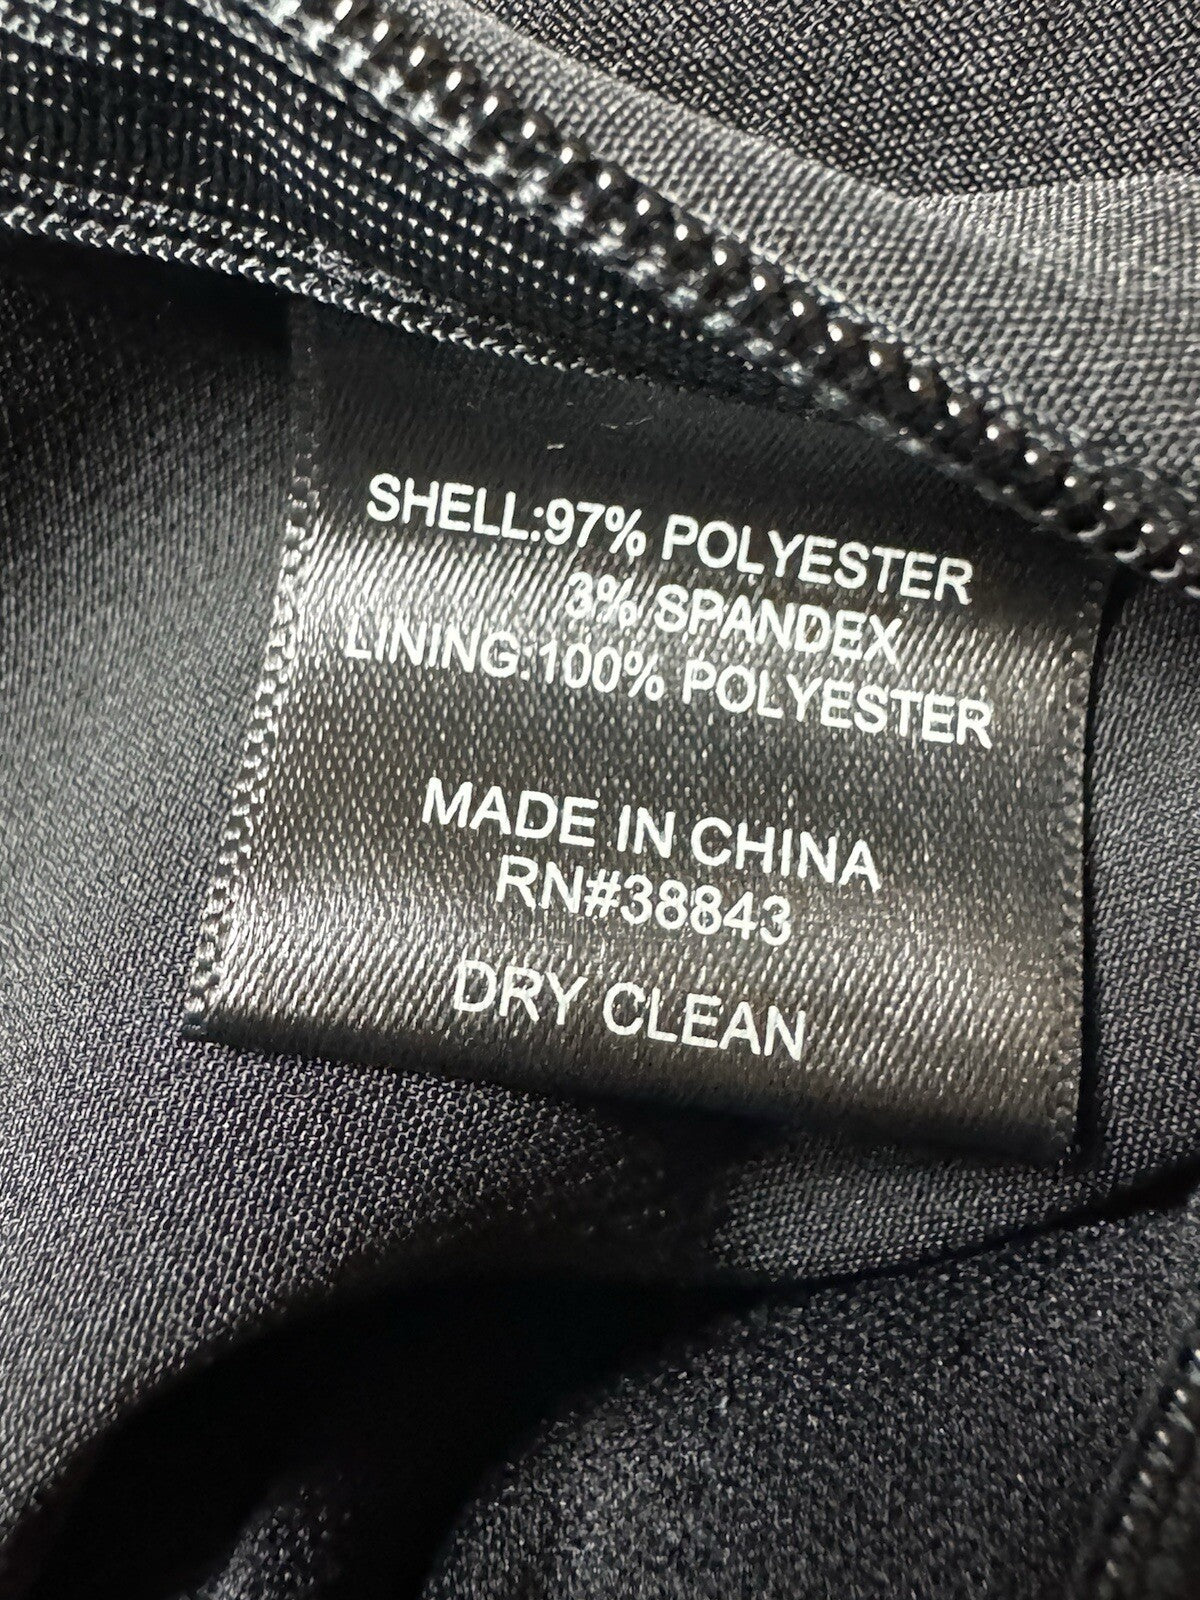 SHELL:97% POLYESTER
3% SPANDEX
LINING:100% POLYESTER
MADE IN CHINA
RN#38843
DRY CLEAN